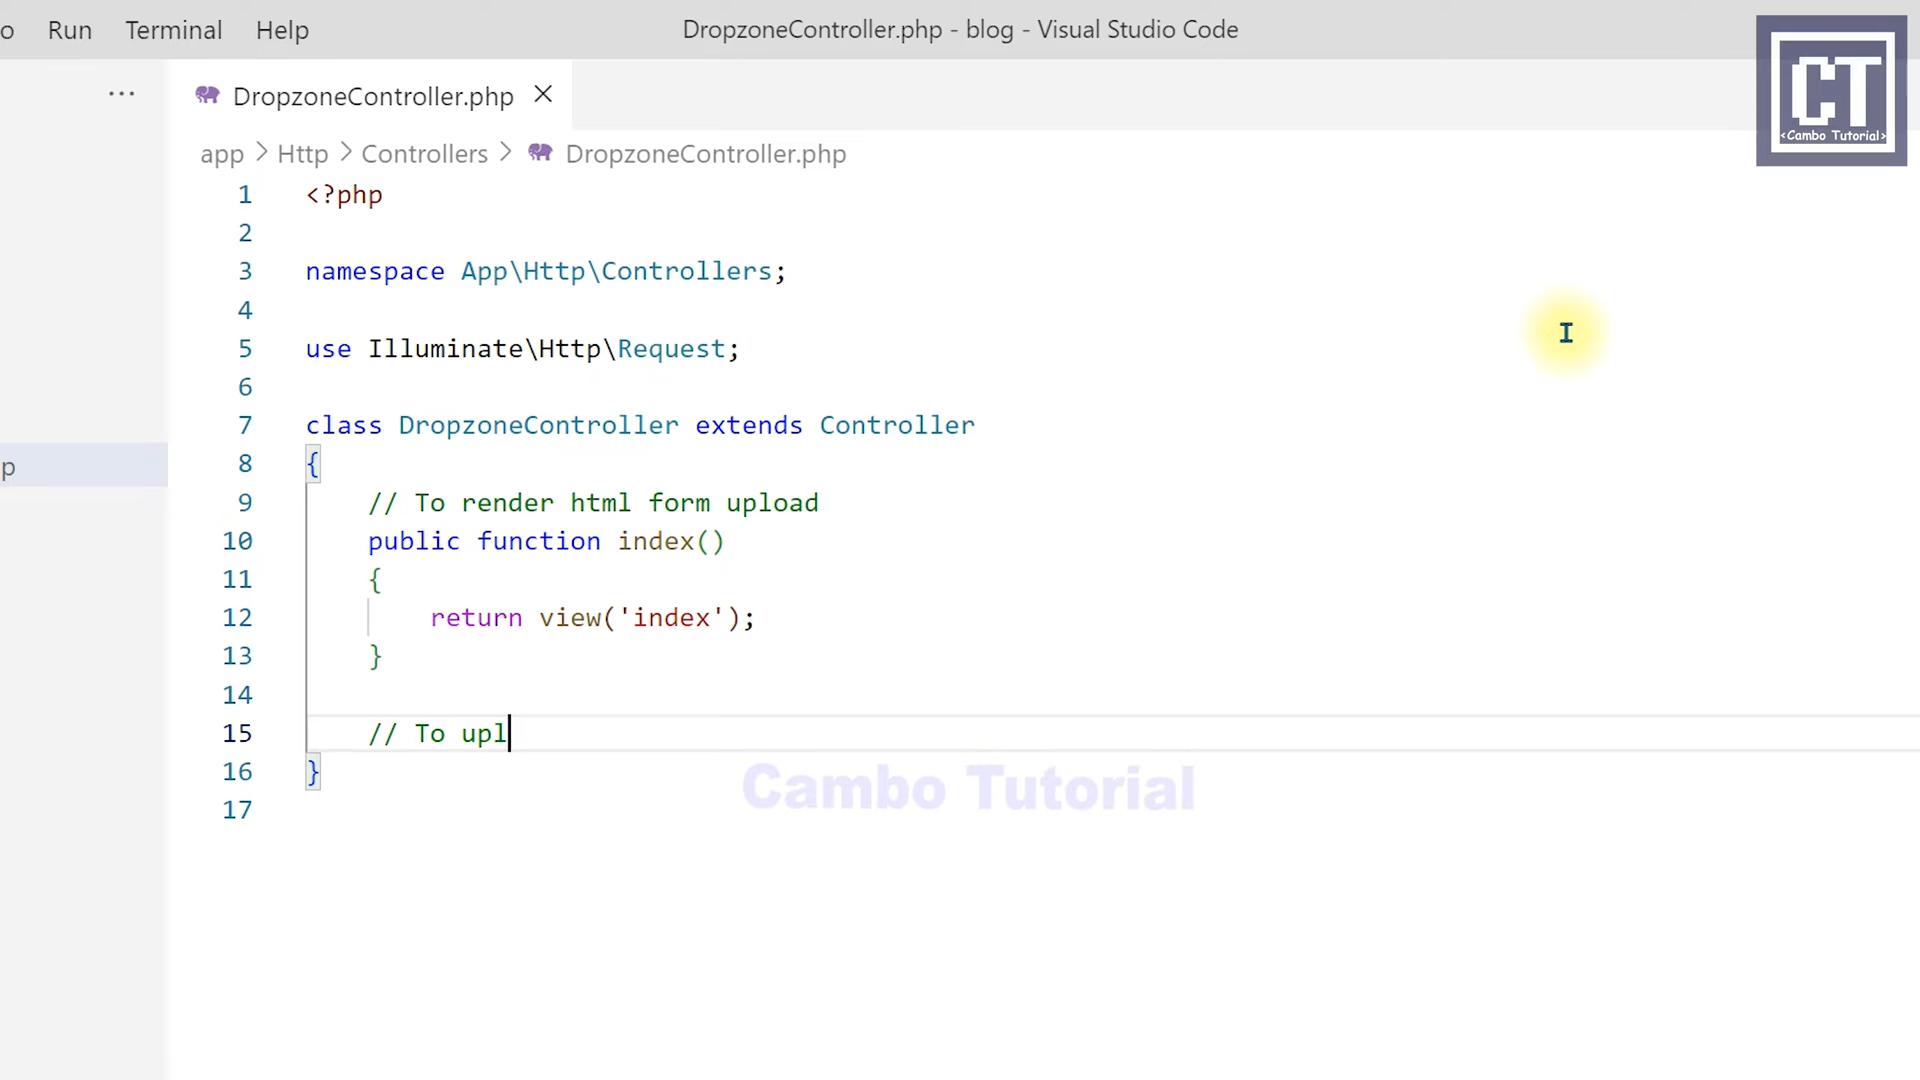 o Run Terminal Help DropzoneController.php - blog - Visual Studio Code
CT
<Cambo Tutorial>
··· DropzoneController.php
app > Http > Controllers > DropzoneController.php
1 <?php
2
3 namespace App\Http\Controllers;
4
5 use Illuminate\Http\Request;
6
7 class DropzoneController extends Controller
p
8 {
9 // To render html form upload
10 public function index()
11 {
12 return view('index');
13 }
14
15 // To upl
16 }
Cambo Tutorial
17